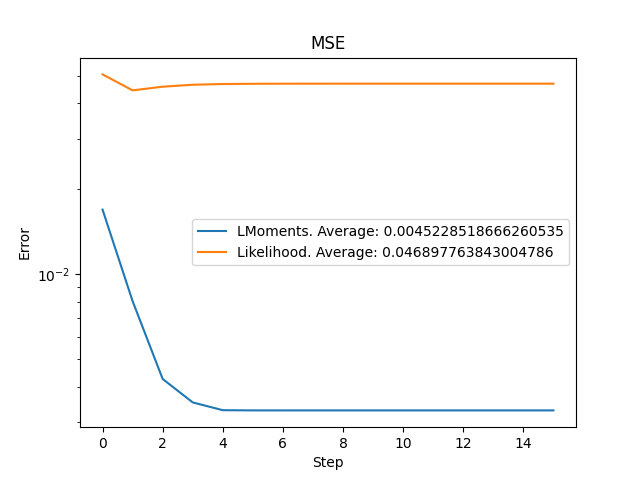 MSE
Error
10⁻²
LMoments. Average: 0.0045228518666260535
Likelihood. Average: 0.046897763843004786
0 2 4 6 8 10 12 14
Step